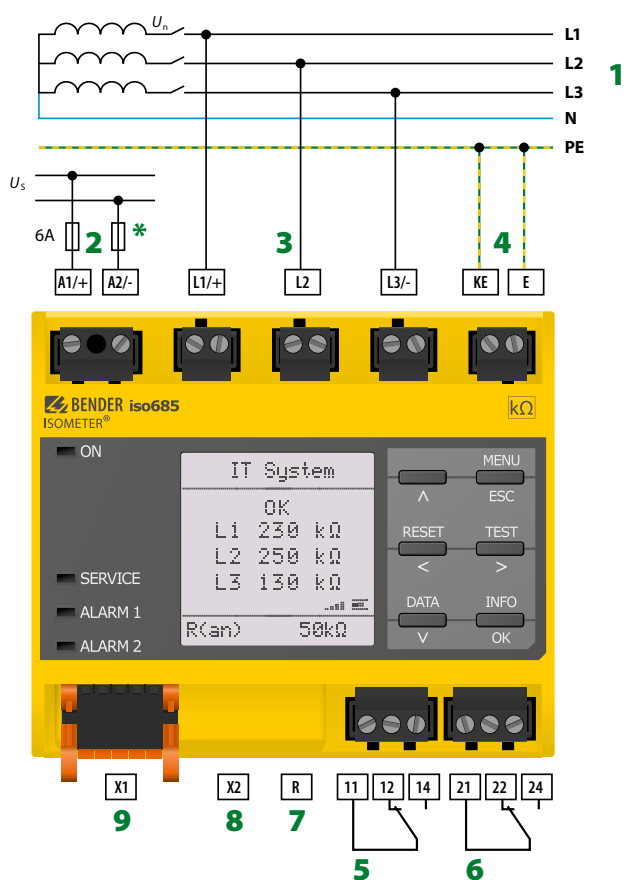 Un
L1
L2
1
L3
N
PE
Us
6A 2 * 3 4
A1/+ A2/- L1/+ L2 L3/- KE E
BENDER iso685
ISOMETER®
kΩ
ON
IT System
OK
L1 230 kΩ
L2 250 kΩ
L3 130 kΩ
R(an) 50kΩ
MENU
∧ ESC
RESET TEST
< >
DATA INFO
∨ OK
SERVICE
ALARM 1
ALARM 2
X1 X2 R 11 12 14 21 22 24
9 8 7
5 6